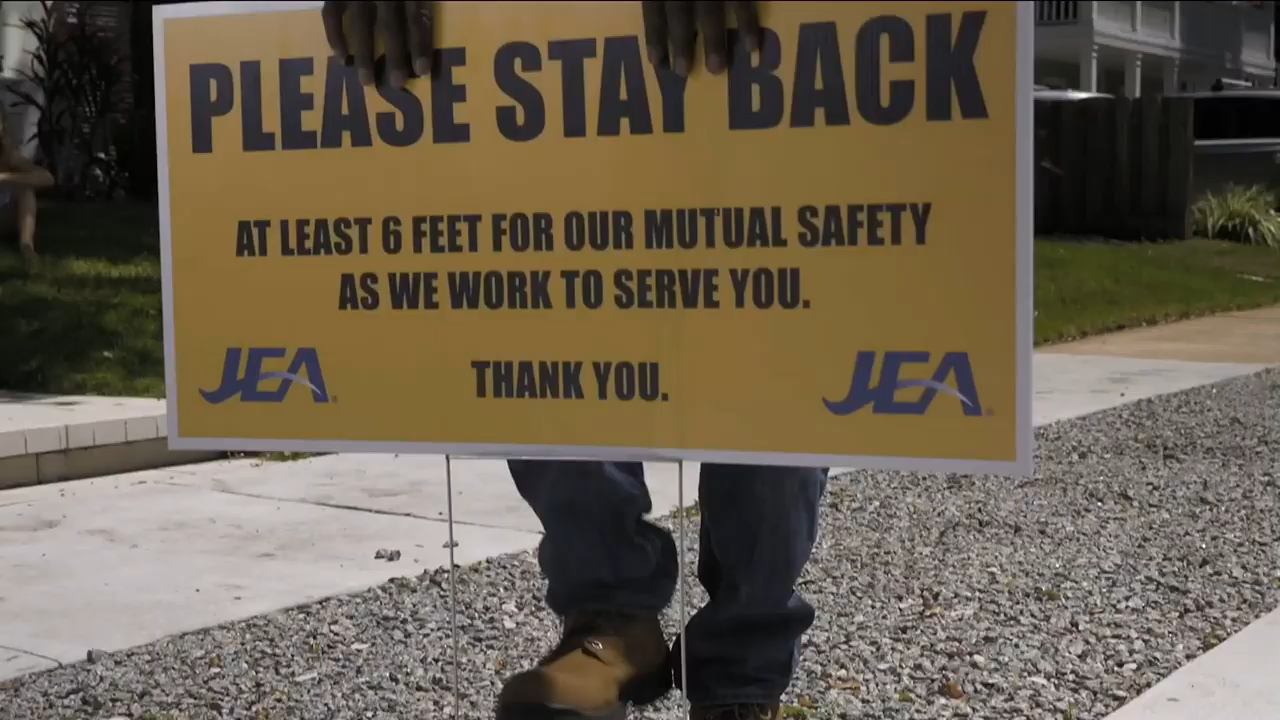 PLEASE STAY BACK
AT LEAST 6 FEET FOR OUR MUTUAL SAFETY
AS WE WORK TO SERVE YOU.
JEA THANK YOU. JEA